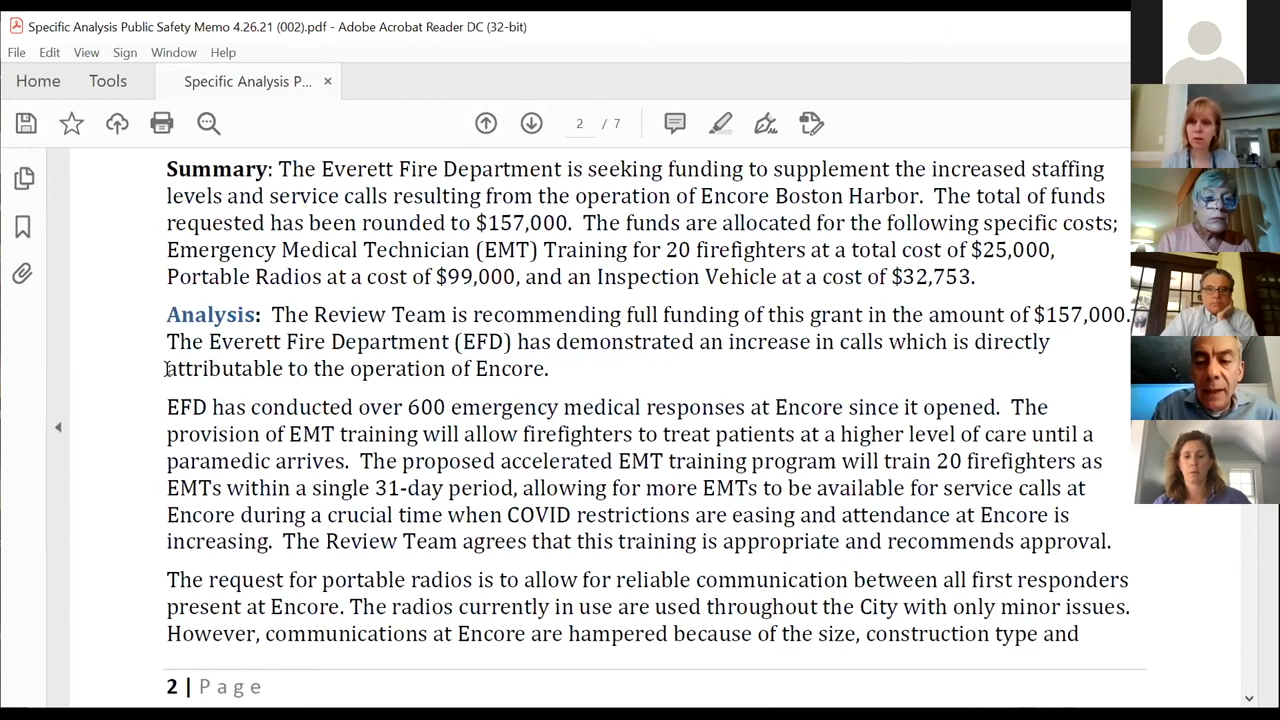 Specific Analysis Public Safety Memo 4.26.21 (002).pdf - Adobe Acrobat Reader DC (32-bit)
File Edit View Sign Window Help
Home Tools Specific Analysis P... ×
2 / 7
Summary: The Everett Fire Department is seeking funding to supplement the increased staffing
levels and service calls resulting from the operation of Encore Boston Harbor. The total of funds
requested has been rounded to $157,000. The funds are allocated for the following specific costs;
Emergency Medical Technician (EMT) Training for 20 firefighters at a total cost of $25,000,
Portable Radios at a cost of $99,000, and an Inspection Vehicle at a cost of $32,753.
Analysis: The Review Team is recommending full funding of this grant in the amount of $157,000.
The Everett Fire Department (EFD) has demonstrated an increase in calls which is directly
attributable to the operation of Encore.
EFD has conducted over 600 emergency medical responses at Encore since it opened. The
provision of EMT training will allow firefighters to treat patients at a higher level of care until a
paramedic arrives. The proposed accelerated EMT training program will train 20 firefighters as
EMTs within a single 31-day period, allowing for more EMTs to be available for service calls at
Encore during a crucial time when COVID restrictions are easing and attendance at Encore is
increasing. The Review Team agrees that this training is appropriate and recommends approval.
The request for portable radios is to allow for reliable communication between all first responders
present at Encore. The radios currently in use are used throughout the City with only minor issues.
However, communications at Encore are hampered because of the size, construction type and
2 | Page